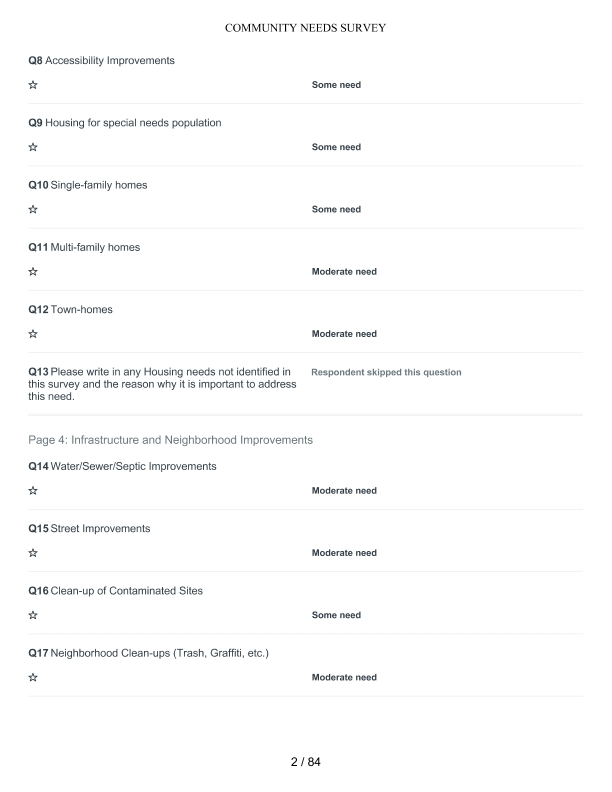 COMMUNITY NEEDS SURVEY
Q8 Accessibility Improvements
☆ Some need
Q9 Housing for special needs population
☆ Some need
Q10 Single-family homes
☆ Some need
Q11 Multi-family homes
☆ Moderate need
Q12 Town-homes
☆ Moderate need
Q13 Please write in any Housing needs not identified in
this survey and the reason why it is important to address
this need.
Respondent skipped this question
Page 4: Infrastructure and Neighborhood Improvements
Q14 Water/Sewer/Septic Improvements
☆ Moderate need
Q15 Street Improvements
☆ Moderate need
Q16 Clean-up of Contaminated Sites
☆ Some need
Q17 Neighborhood Clean-ups (Trash, Graffiti, etc.)
☆ Moderate need
2 / 84